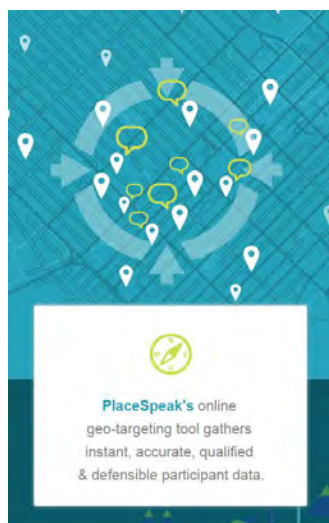 PlaceSpeak's online
geo-targeting tool gathers
instant, accurate, qualified
& defensible participant data.